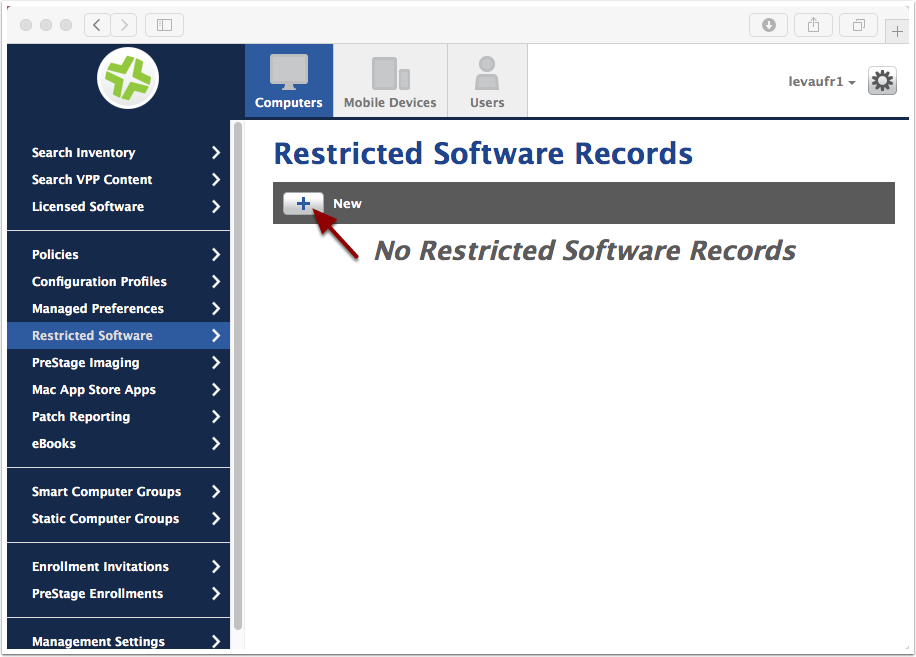 Computers
Mobile Devices
Users
levaufr1
Search Inventory
Search VPP Content
Licensed Software
Policies
Configuration Profiles
Managed Preferences
Restricted Software
PreStage Imaging
Mac App Store Apps
Patch Reporting
eBooks
Smart Computer Groups
Static Computer Groups
Enrollment Invitations
PreStage Enrollments
Management Settings
Restricted Software Records
New
No Restricted Software Records